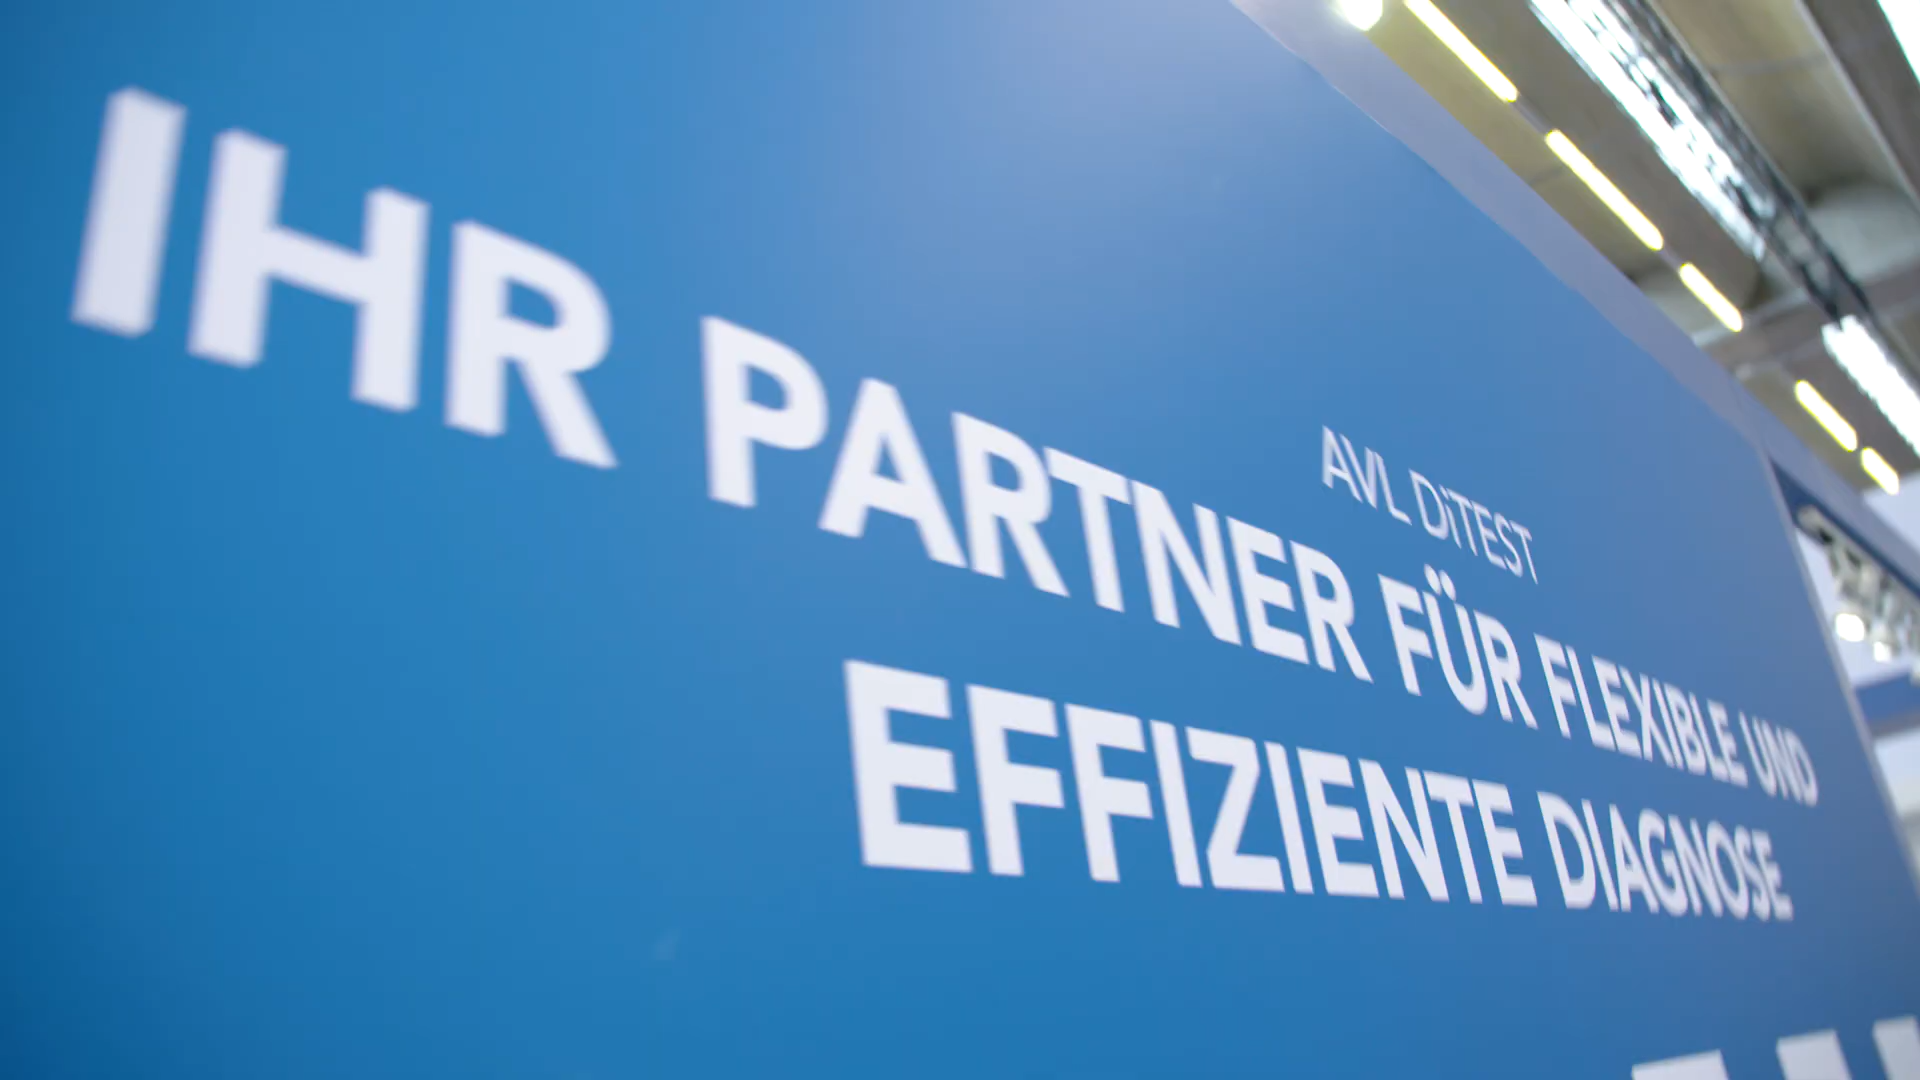 AVL DiTEST
IHR PARTNER FÜR FLEXIBLE UND
EFFIZIENTE DIAGNOSE